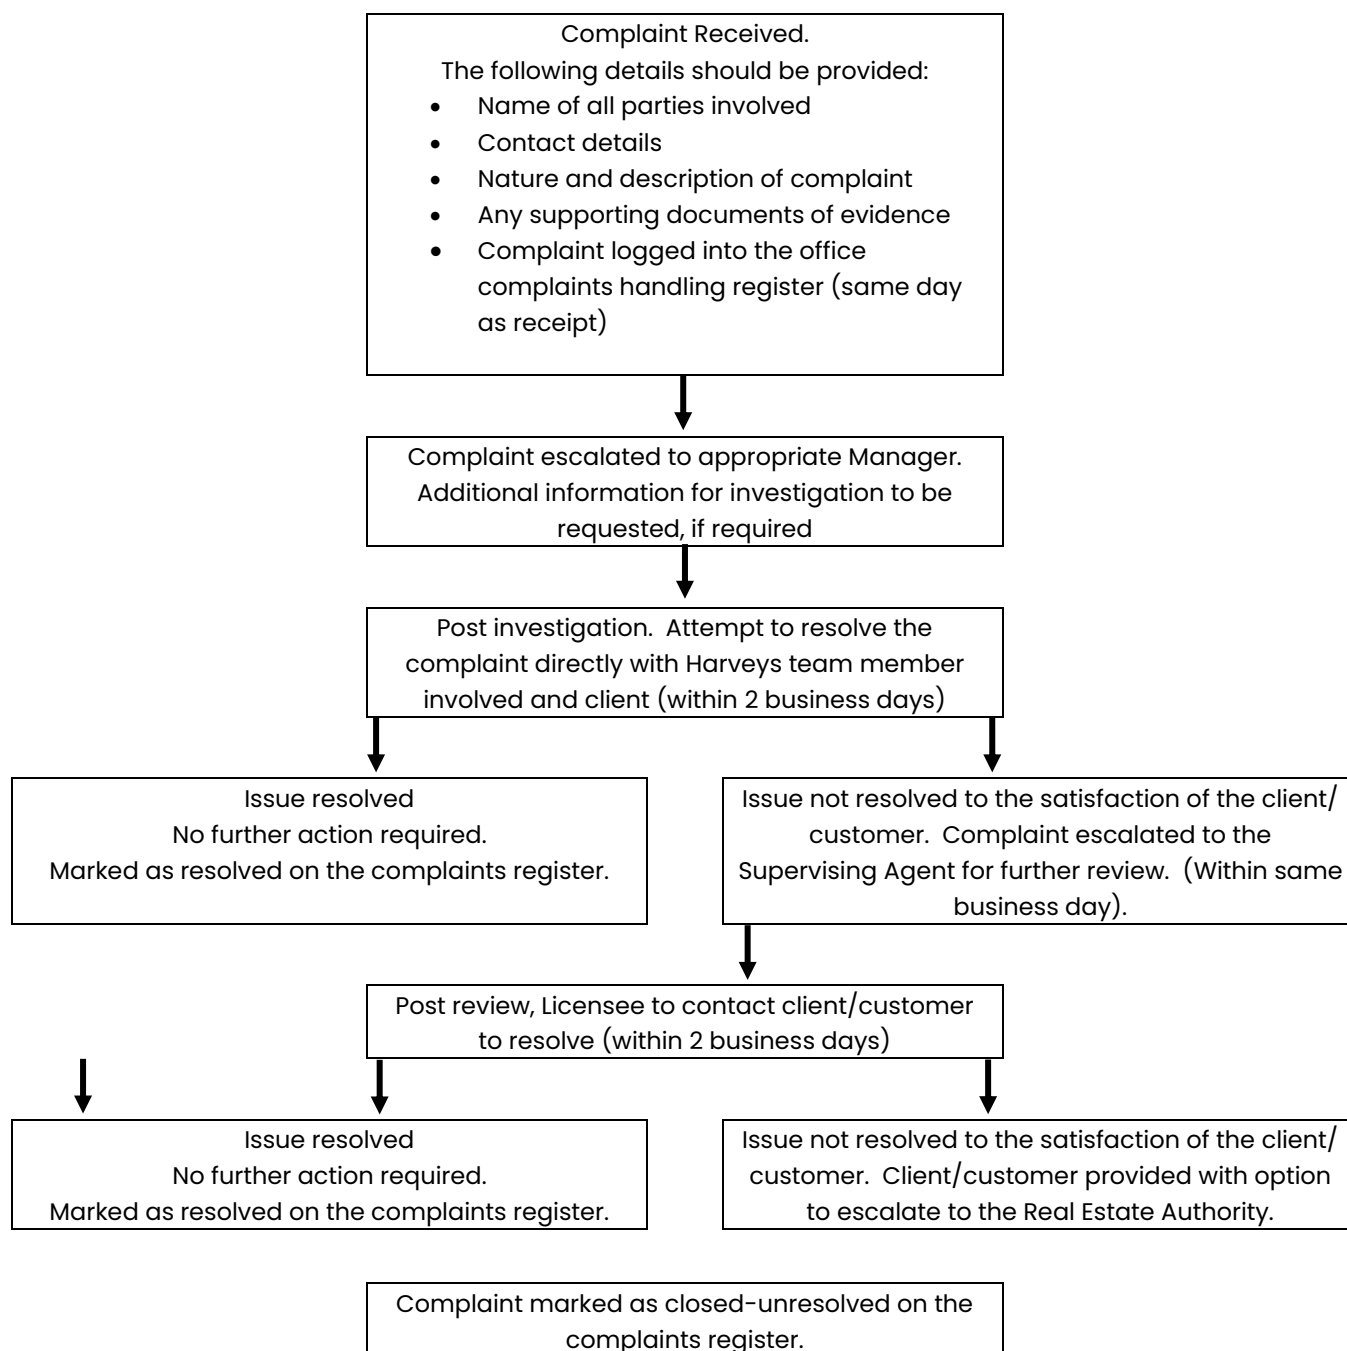 Complaint Received.
The following details should be provided:
• Name of all parties involved
• Contact details
• Nature and description of complaint
• Any supporting documents of evidence
• Complaint logged into the office
complaints handling register (same day
as receipt)
Complaint escalated to appropriate Manager.
Additional information for investigation to be
requested, if required
Post investigation.  Attempt to resolve the
complaint directly with Harveys team member
involved and client (within 2 business days)
Issue resolved
No further action required.
Marked as resolved on the complaints register.
Issue not resolved to the satisfaction of the client/
customer.  Complaint escalated to the
Supervising Agent for further review.  (Within same
business day).
Post review, Licensee to contact client/customer
to resolve (within 2 business days)
Issue resolved
No further action required.
Marked as resolved on the complaints register.
Issue not resolved to the satisfaction of the client/
customer.  Client/customer provided with option
to escalate to the Real Estate Authority.
Complaint marked as closed-unresolved on the
complaints register.